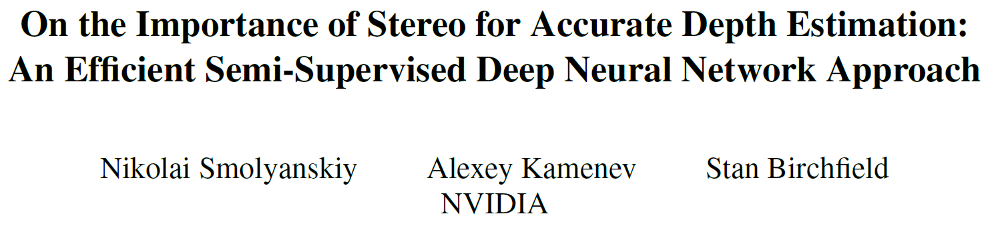 On the Importance of Stereo for Accurate Depth Estimation:
An Efficient Semi-Supervised Deep Neural Network Approach
Nikolai Smolyanskiy Alexey Kamenev Stan Birchfield
NVIDIA